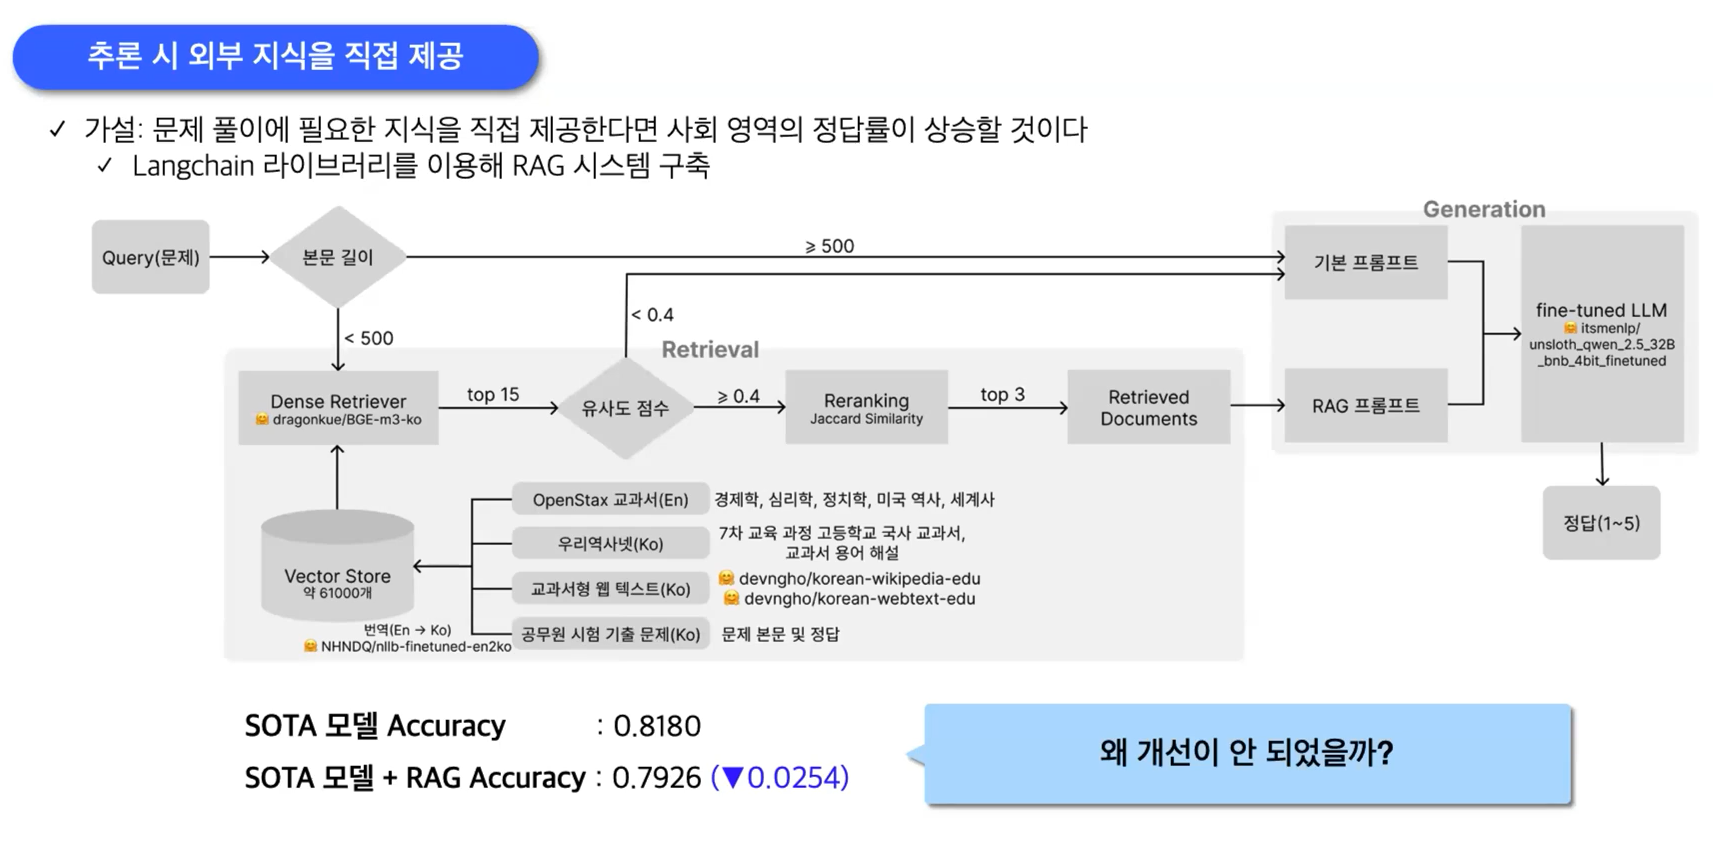 추론 시 외부 지식을 직접 제공
✓ 가설: 문제 풀이에 필요한 지식을 직접 제공한다면 사회 영역의 정답률이 상승할 것이다
✓ Langchain 라이브러리를 이용해 RAG 시스템 구축
Generation
Query(문제)
본문 길이
≥ 500
기본 프롬프트
fine-tuned LLM
🤗 itsmenlp/
unsloth_qwen_2.5_32B
_bnb_4bit_finetuned
< 0.4
< 500
Retrieval
Dense Retriever
🤗 dragonkue/BGE-m3-ko
top 15
유사도 점수
≥ 0.4
Reranking
Jaccard Similarity
top 3
Retrieved
Documents
RAG 프롬프트
정답(1~5)
OpenStax 교과서(En)
경제학, 심리학, 정치학, 미국 역사, 세계사
우리역사넷(Ko)
7차 교육 과정 고등학교 국사 교과서,
교과서 용어 해설
Vector Store
약 61000개
교과서형 웹 텍스트(Ko)
🤗 devngho/korean-wikipedia-edu
🤗 devngho/korean-webtext-edu
번역(En → Ko)
🤗 NHNDQ/nllb-finetuned-en2ko
공무원 시험 기출 문제(Ko)
문제 본문 및 정답
SOTA 모델 Accuracy : 0.8180
SOTA 모델 + RAG Accuracy : 0.7926 (▼0.0254)
왜 개선이 안 되었을까?